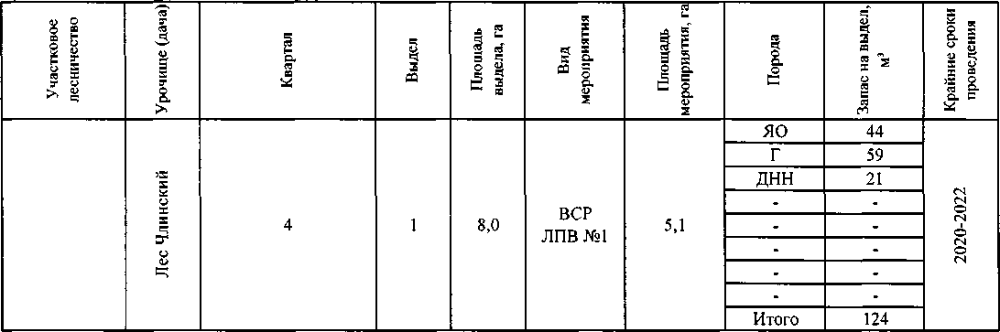 Участковое
лесничество
Урочище (дача)
Квартал
Выдел
Площадь
выдела, га
Вид
мероприятия
Площадь
мероприятия, га
Порода
Запас на выдел,
м³
Крайние сроки
проведения
Лес Члинский
4
1
8,0
ВСР
ЛПВ №1
5,1
ЯО 44
Г 59
ДНН 21
- -
- -
- -
- -
- -
Итого 124
2020-2022